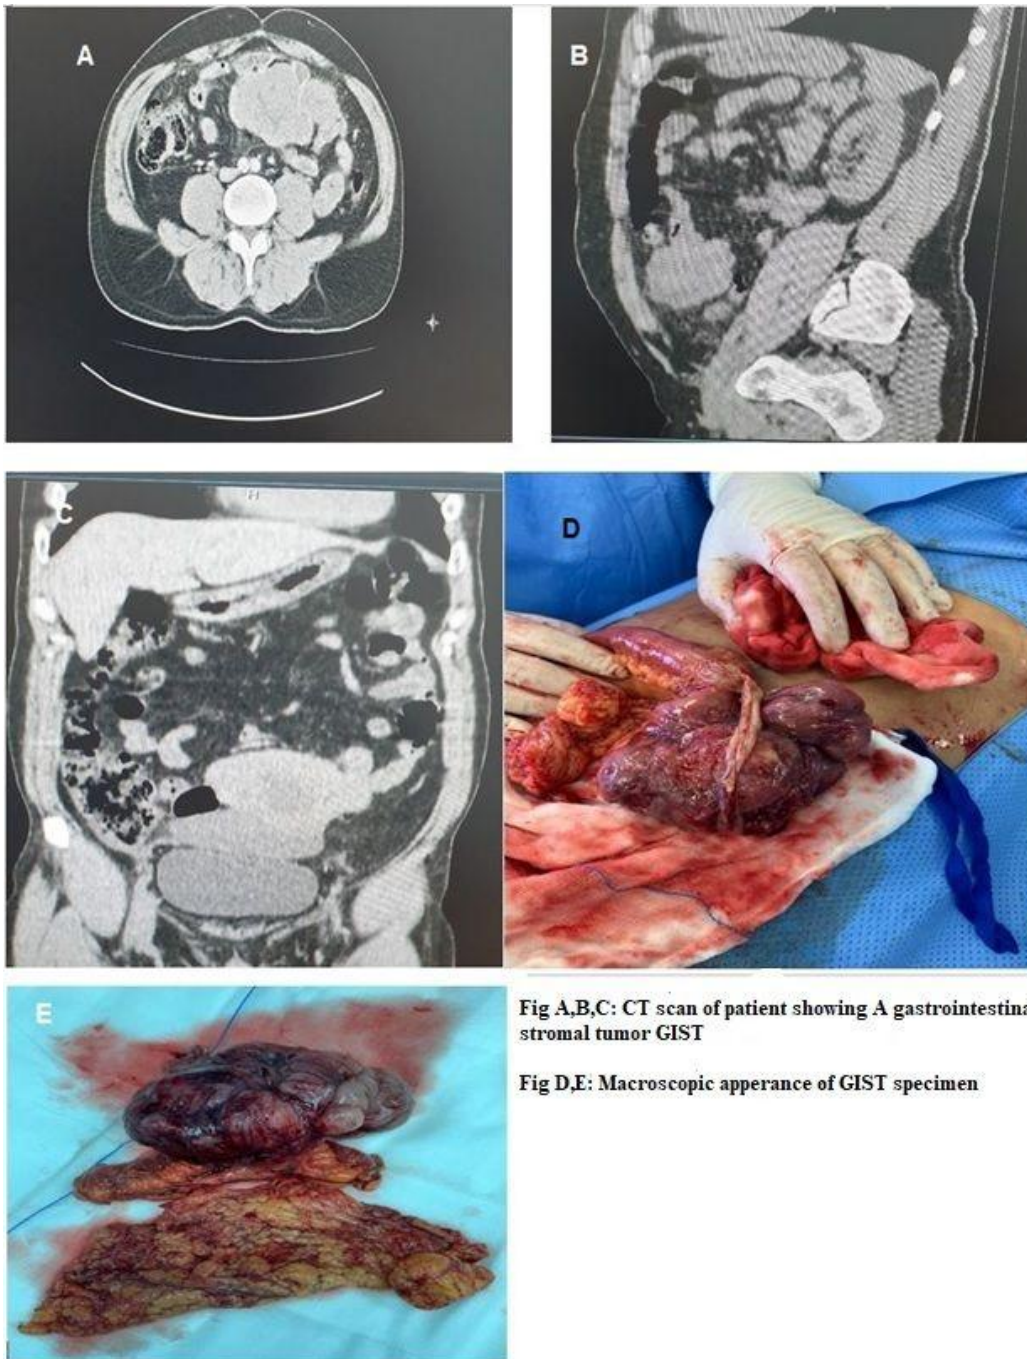 A
B
H
C
D
E
Fig A,B,C: CT scan of patient showing A gastrointestina
stromal tumor GIST
Fig D,E: Macroscopic apperance of GIST specimen